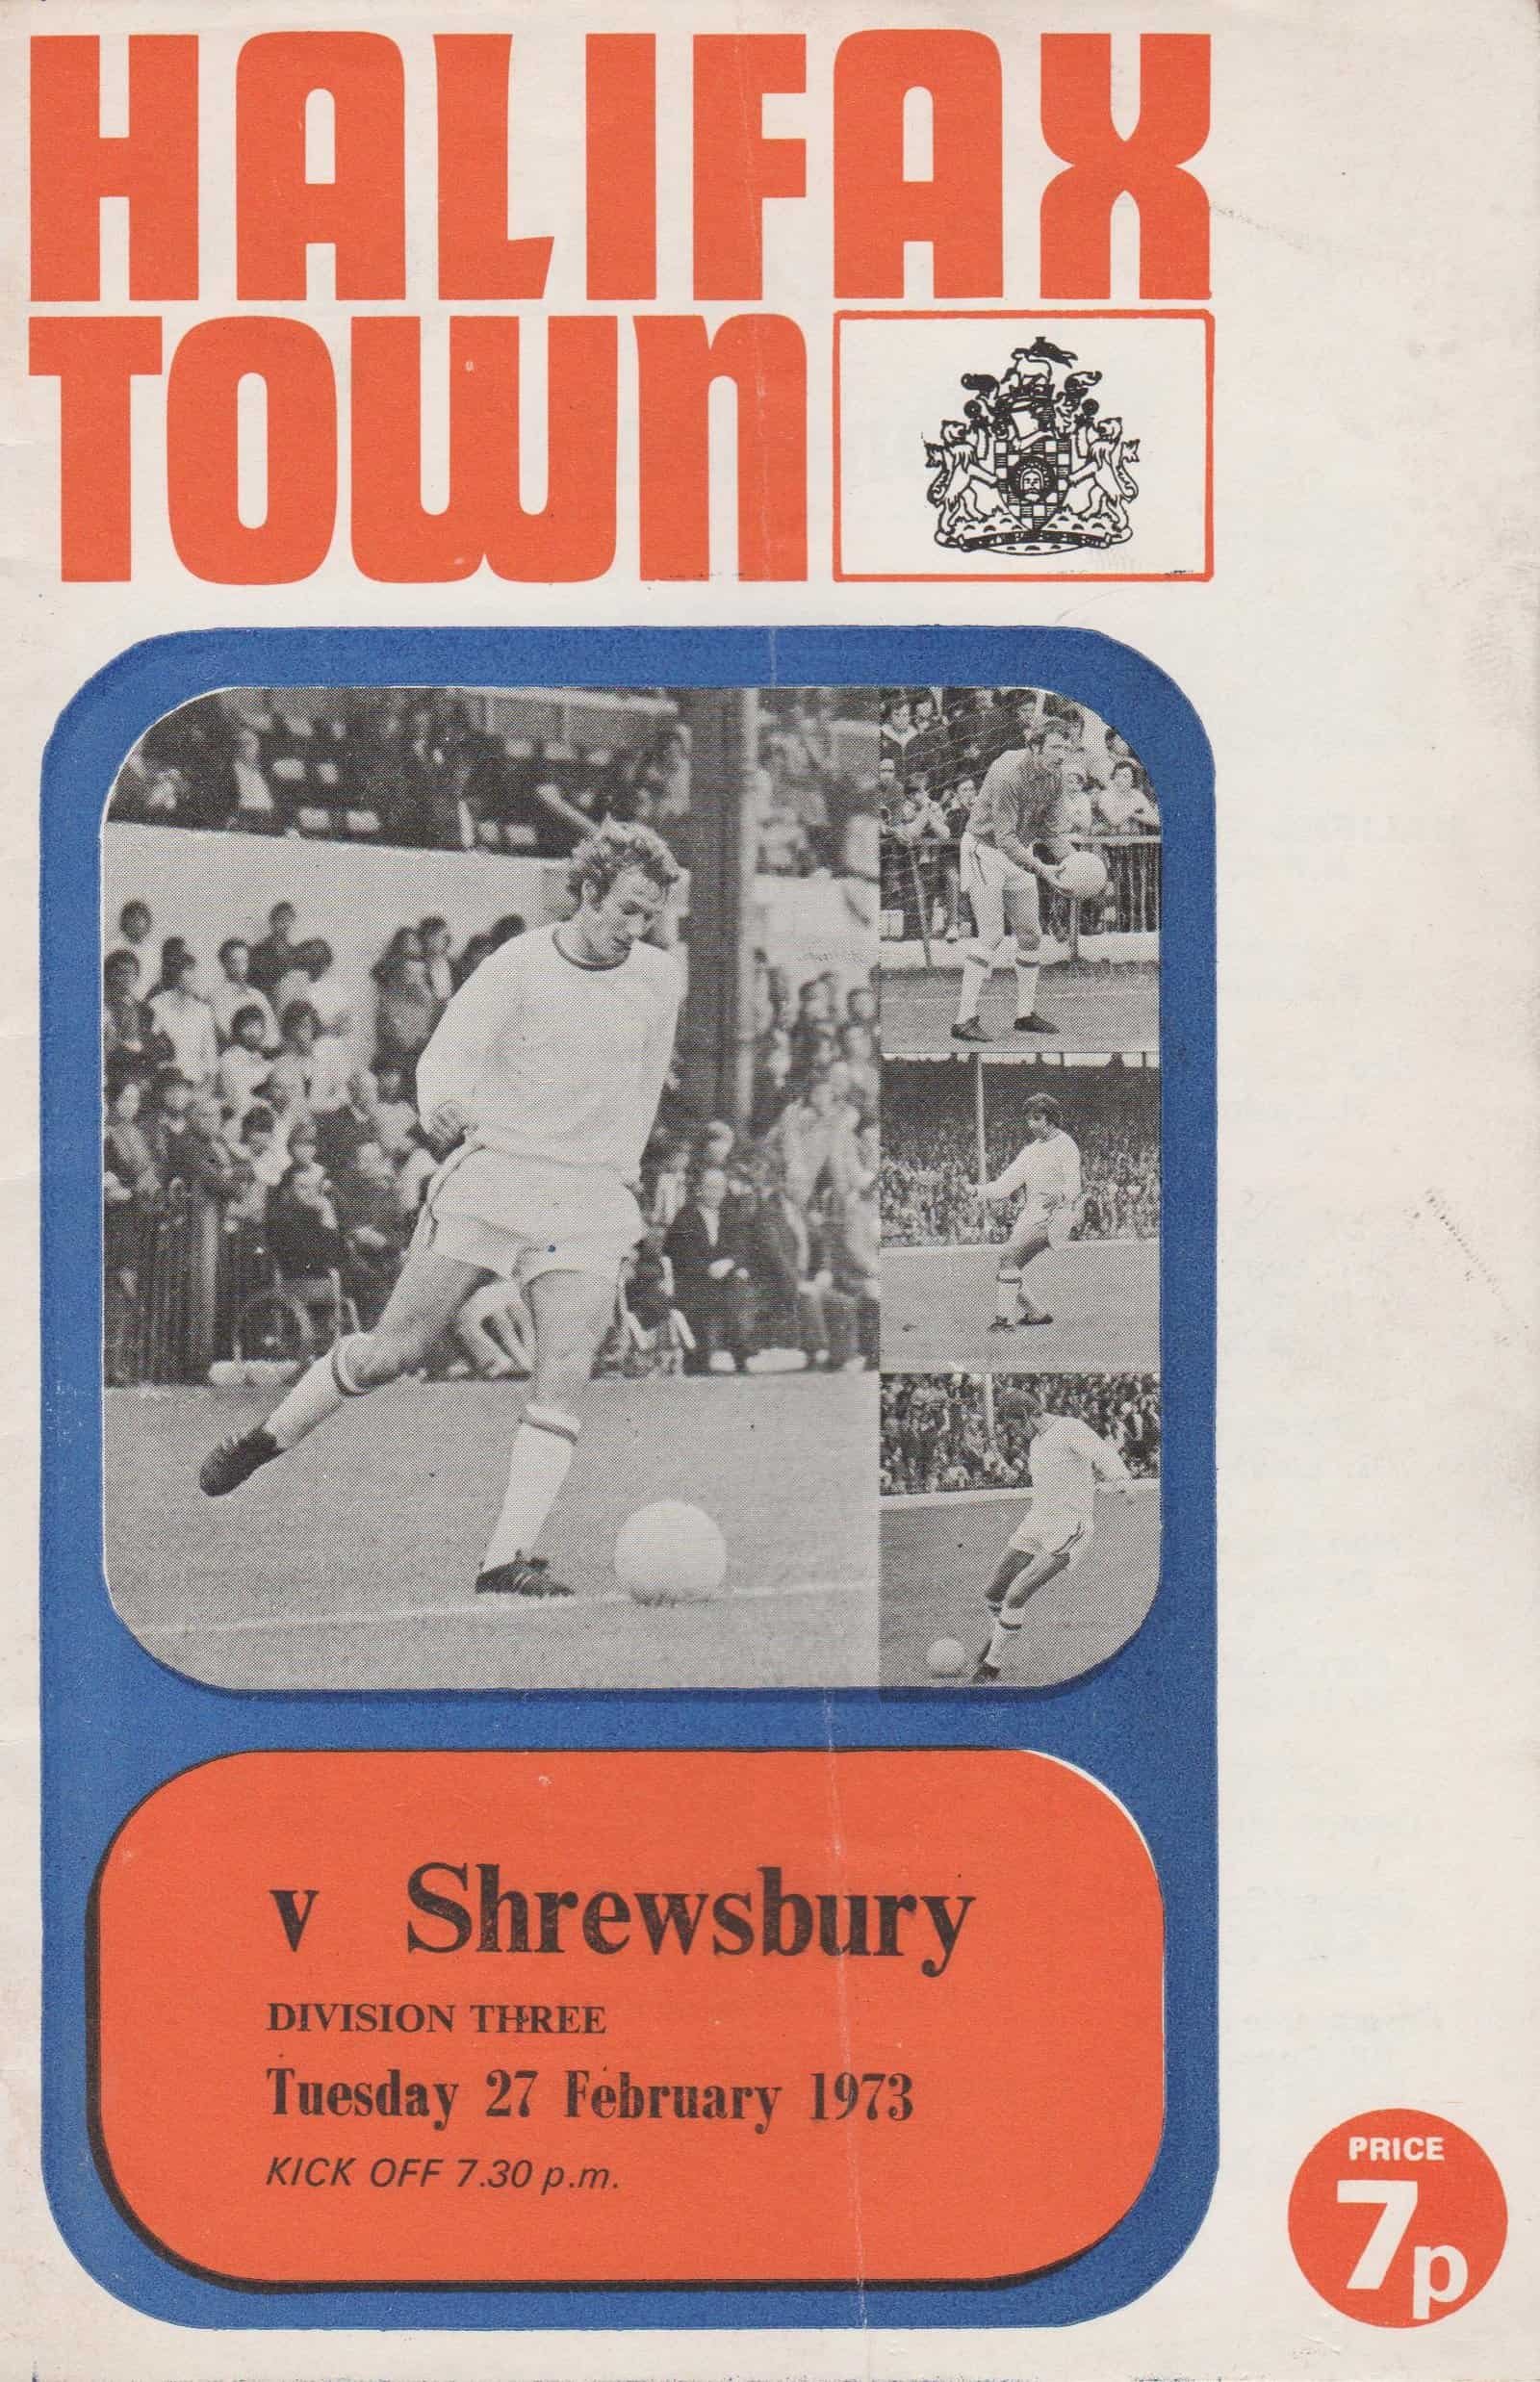 HALIFAX
TOWN
v Shrewsbury
DIVISION THREE
Tuesday 27 February 1973
KICK OFF 7.30 p.m.
PRICE
7p